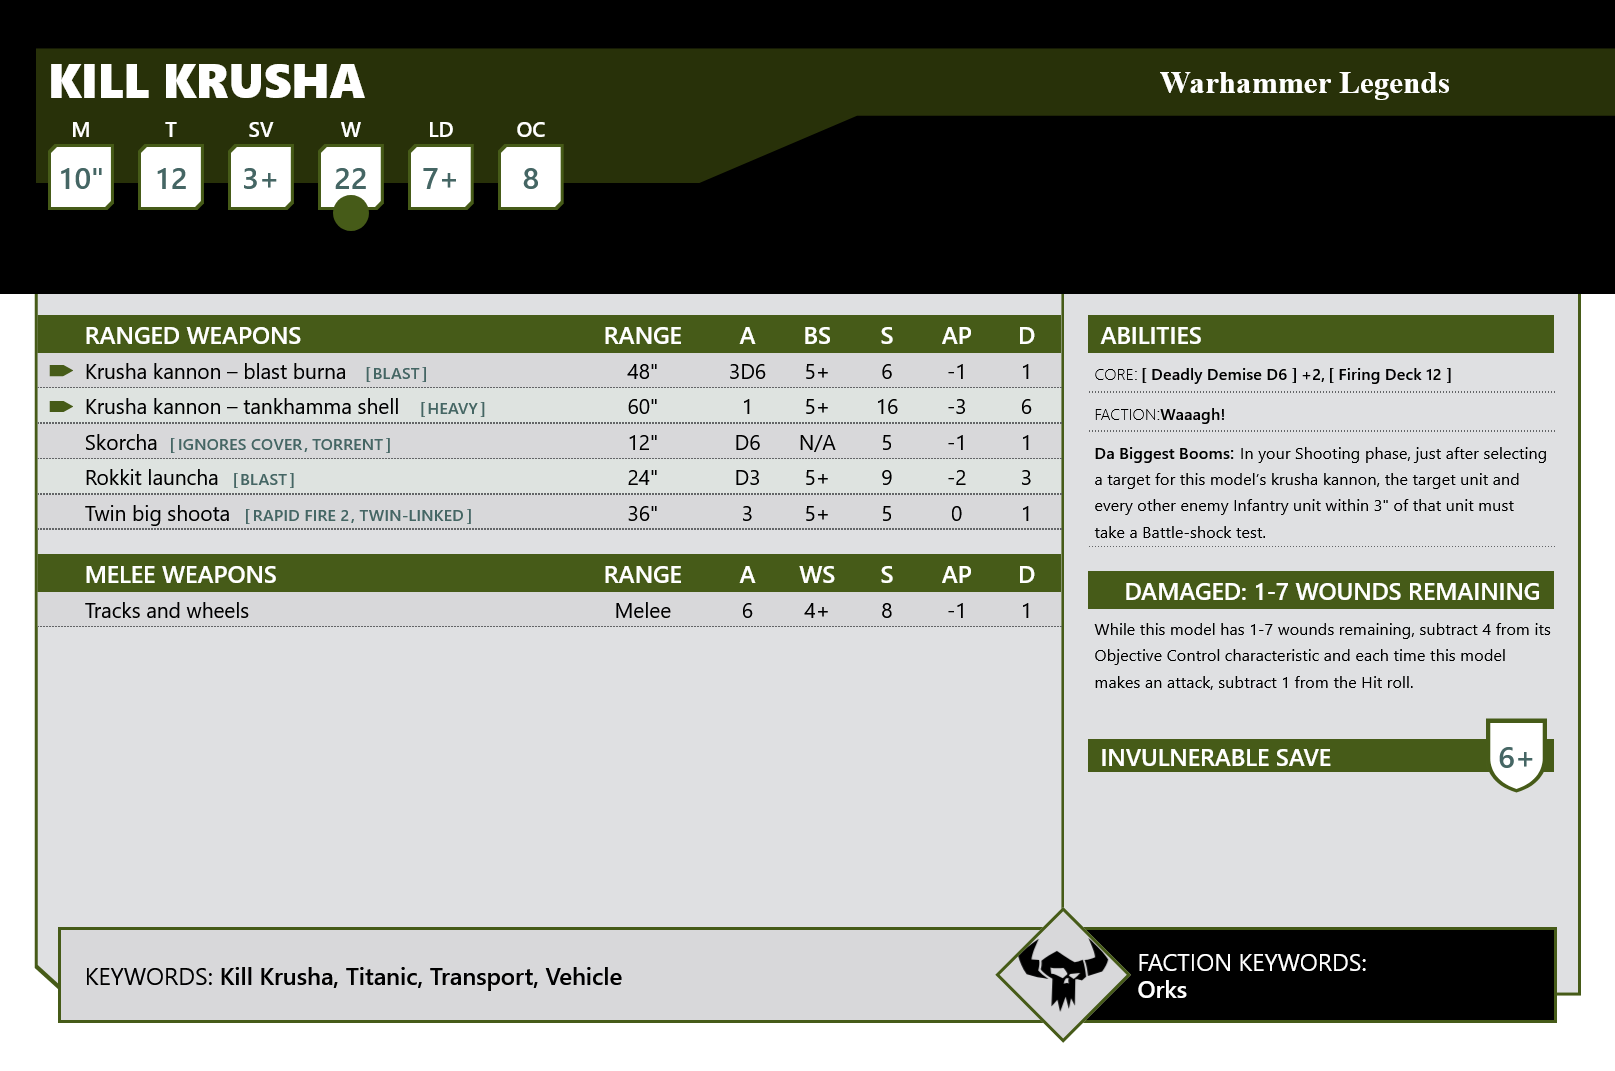 KILL KRUSHA
Warhammer Legends
M T SV W LD OC
10" 12 3+ 22 7+ 8
RANGED WEAPONS RANGE A BS S AP D
Krusha kannon – blast burna [BLAST] 48" 3D6 5+ 6 -1 1
Krusha kannon – tankhamma shell [HEAVY] 60" 1 5+ 16 -3 6
Skorcha [IGNORES COVER, TORRENT] 12" D6 N/A 5 -1 1
Rokkit launcha [BLAST] 24" D3 5+ 9 -2 3
Twin big shoota [RAPID FIRE 2, TWIN-LINKED] 36" 3 5+ 5 0 1
MELEE WEAPONS RANGE A WS S AP D
Tracks and wheels Melee 6 4+ 8 -1 1
ABILITIES
CORE: [ Deadly Demise D6 ] +2, [ Firing Deck 12 ]
FACTION:Waaagh!
Da Biggest Booms: In your Shooting phase, just after selecting
a target for this model's krusha kannon, the target unit and
every other enemy Infantry unit within 3" of that unit must
take a Battle-shock test.
DAMAGED: 1-7 WOUNDS REMAINING
While this model has 1-7 wounds remaining, subtract 4 from its
Objective Control characteristic and each time this model
makes an attack, subtract 1 from the Hit roll.
INVULNERABLE SAVE 6+
KEYWORDS: Kill Krusha, Titanic, Transport, Vehicle
FACTION KEYWORDS:
Orks